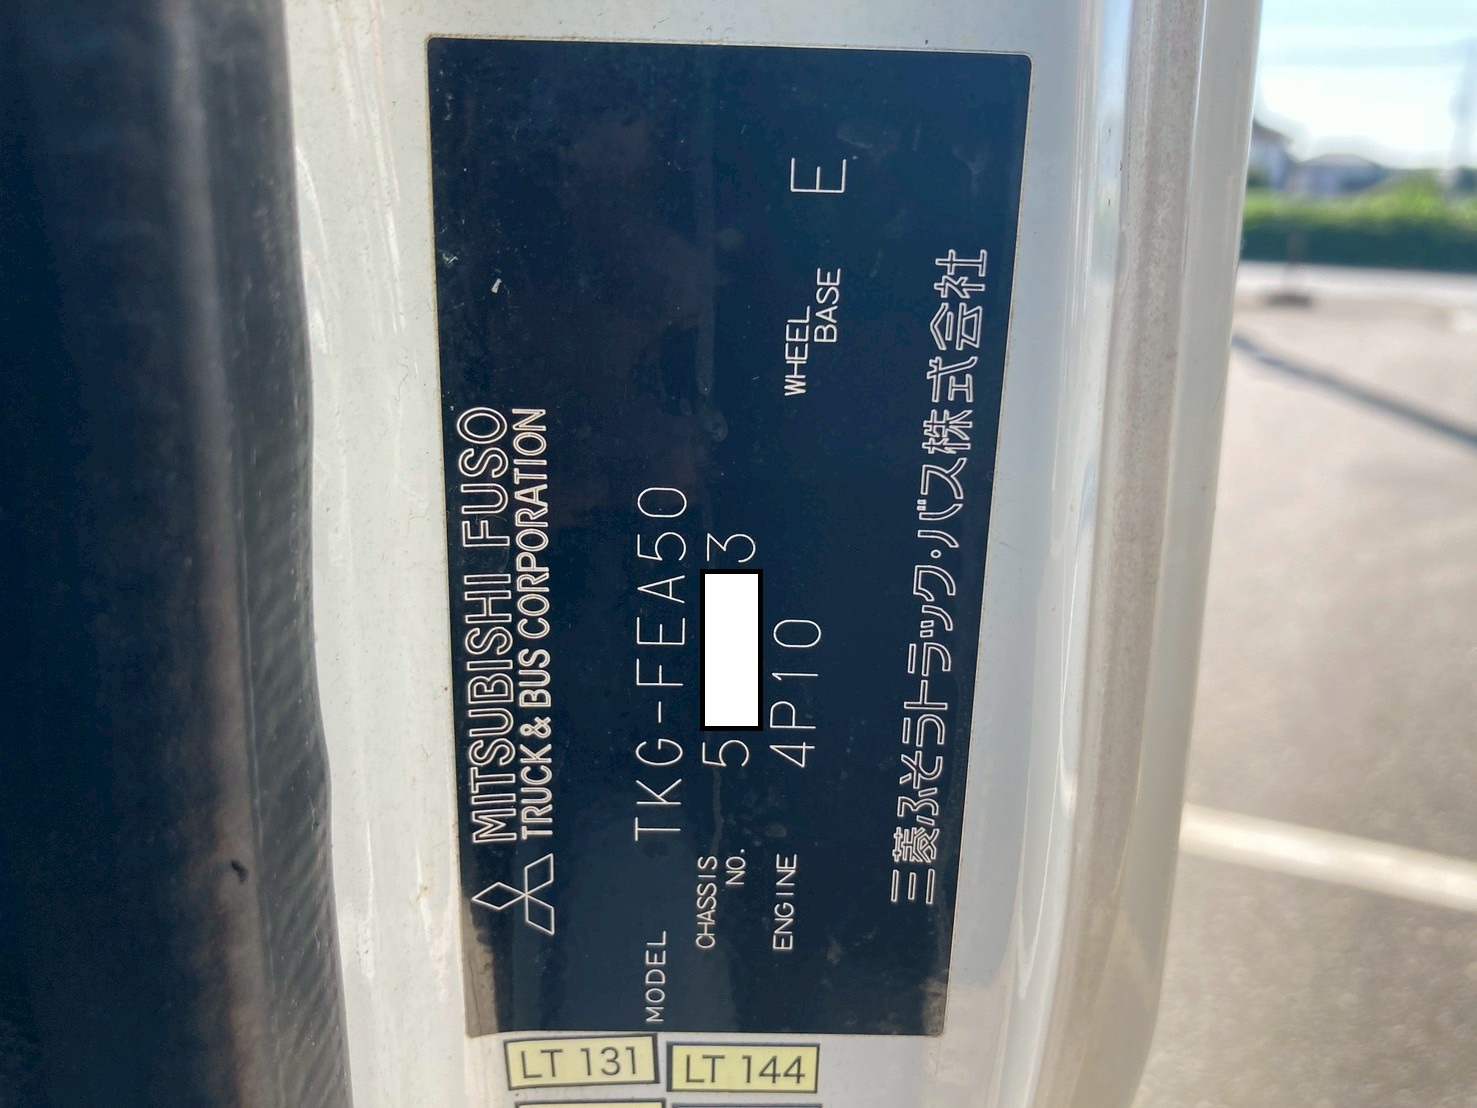 MITSUBISHI FUSO
TRUCK & BUS CORPORATION
MODEL TKG-FEA50
CHASSIS NO. 5 3
ENGINE 4P10
WHEEL BASE E
三菱ふそうトラック・バス株式会社
LT 131
LT 144